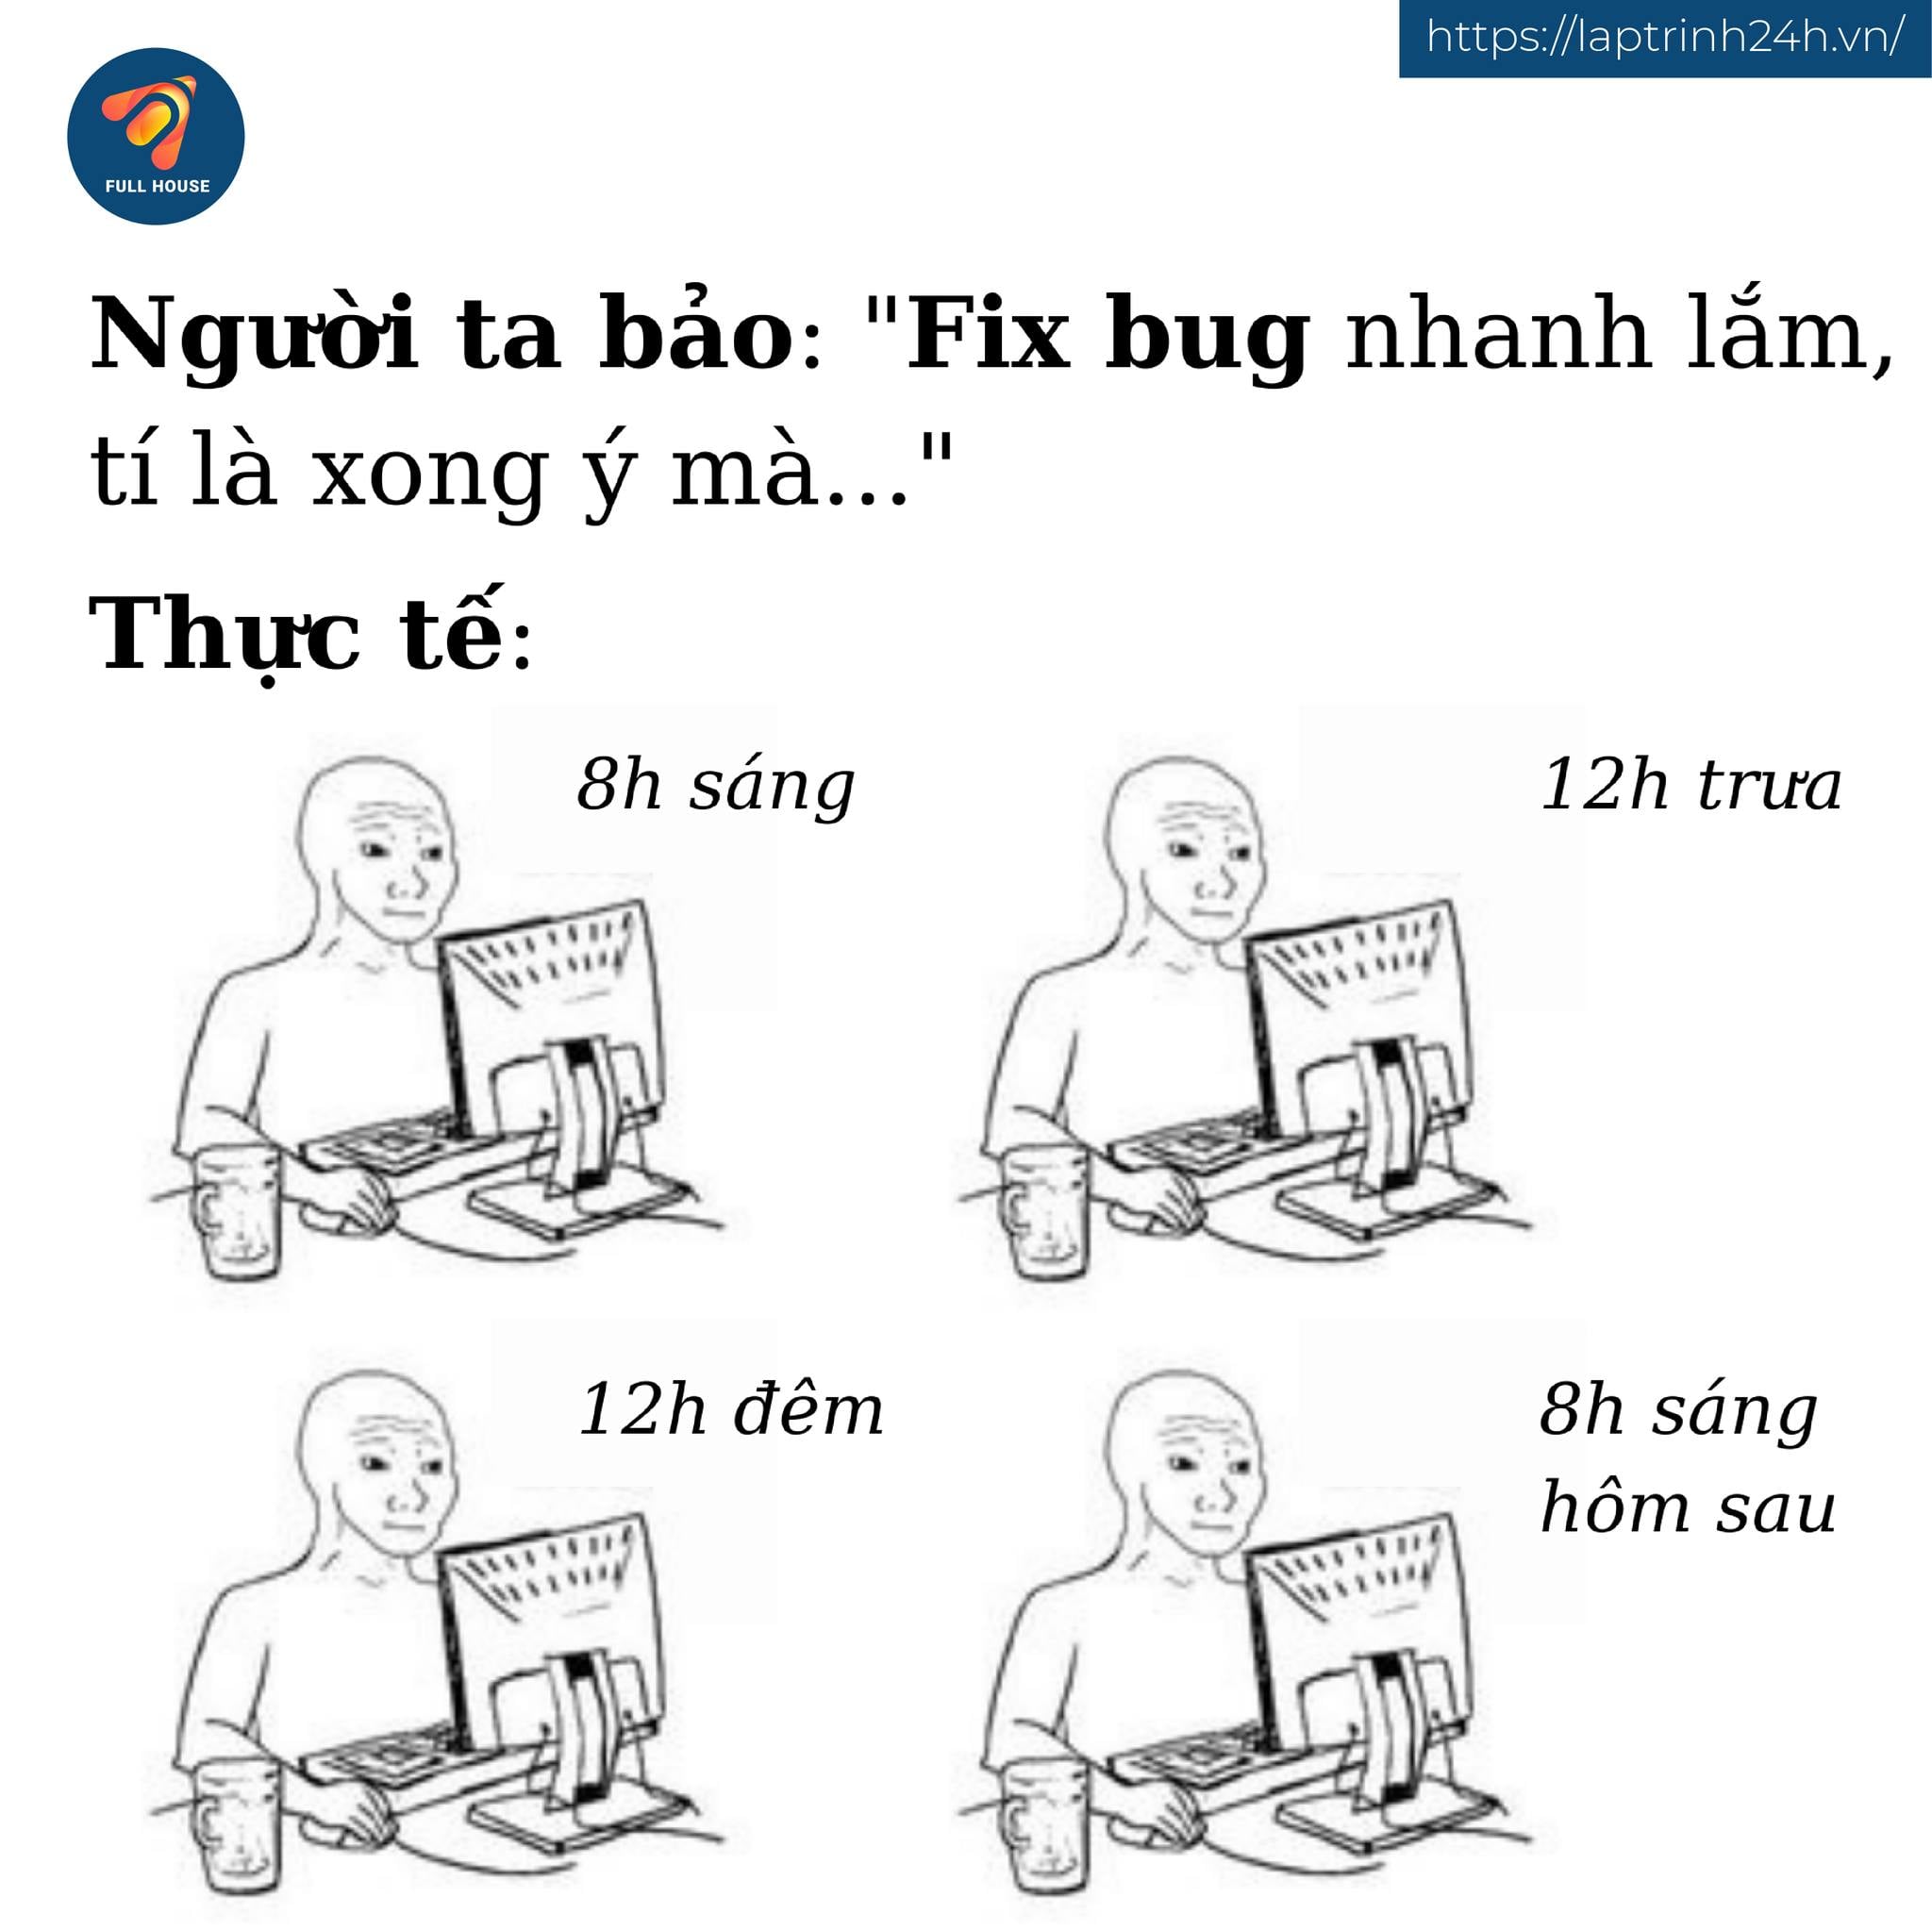 https://laptrinh24h.vn/
FULL HOUSE
Người ta bảo: "Fix bug nhanh lắm,
tí là xong ý mà..."
Thực tế:
8h sáng
12h trưa
12h đêm
8h sáng
hôm sau